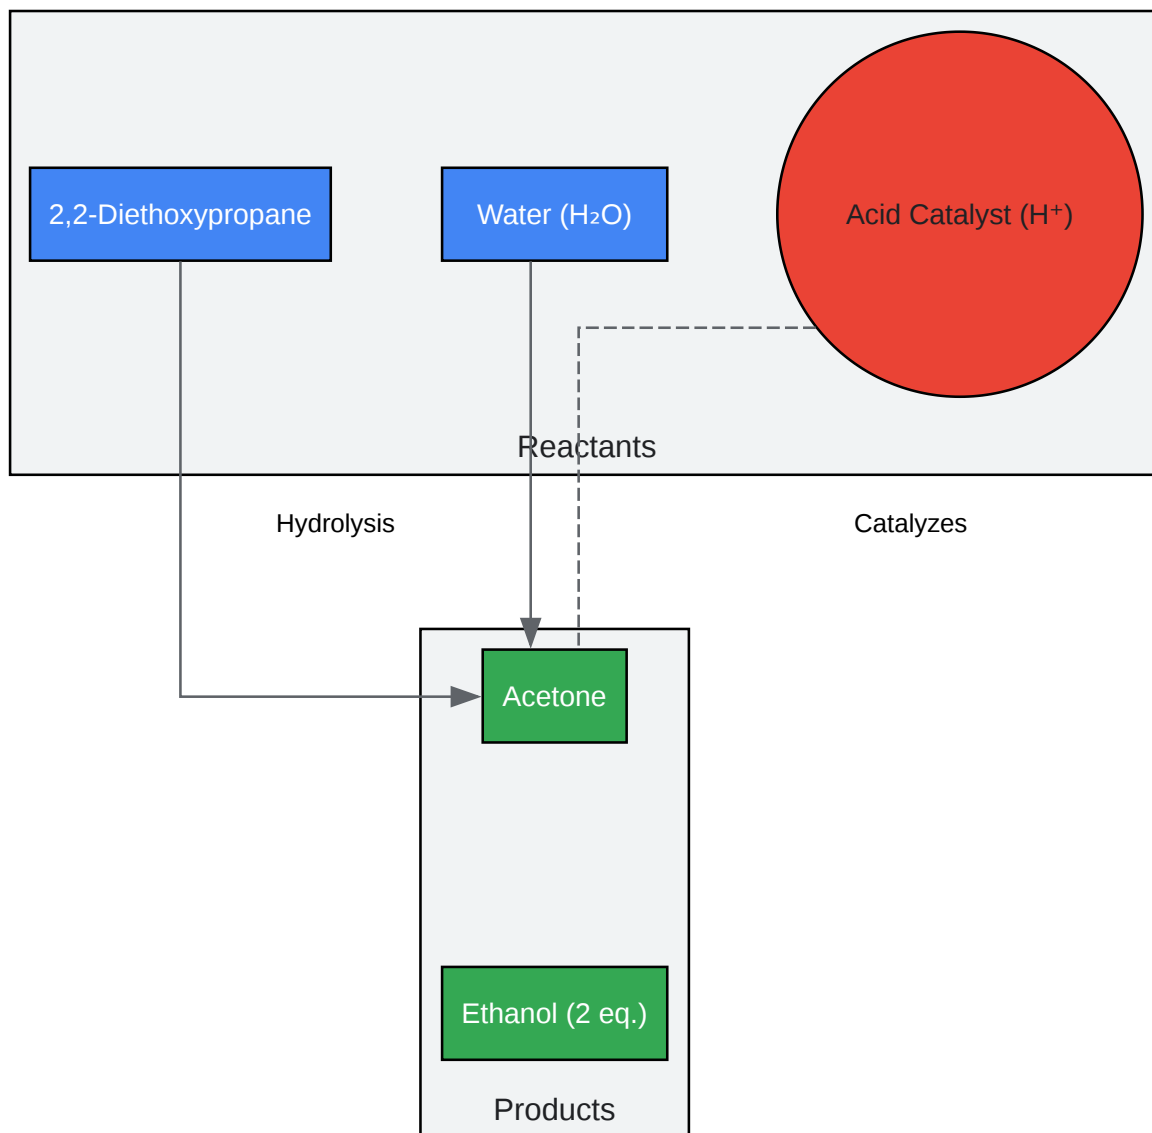 2,2-Diethoxypropane
Water (H₂O)
Acid Catalyst (H⁺)
Reactants
Hydrolysis
Catalyzes
Acetone
Ethanol (2 eq.)
Products